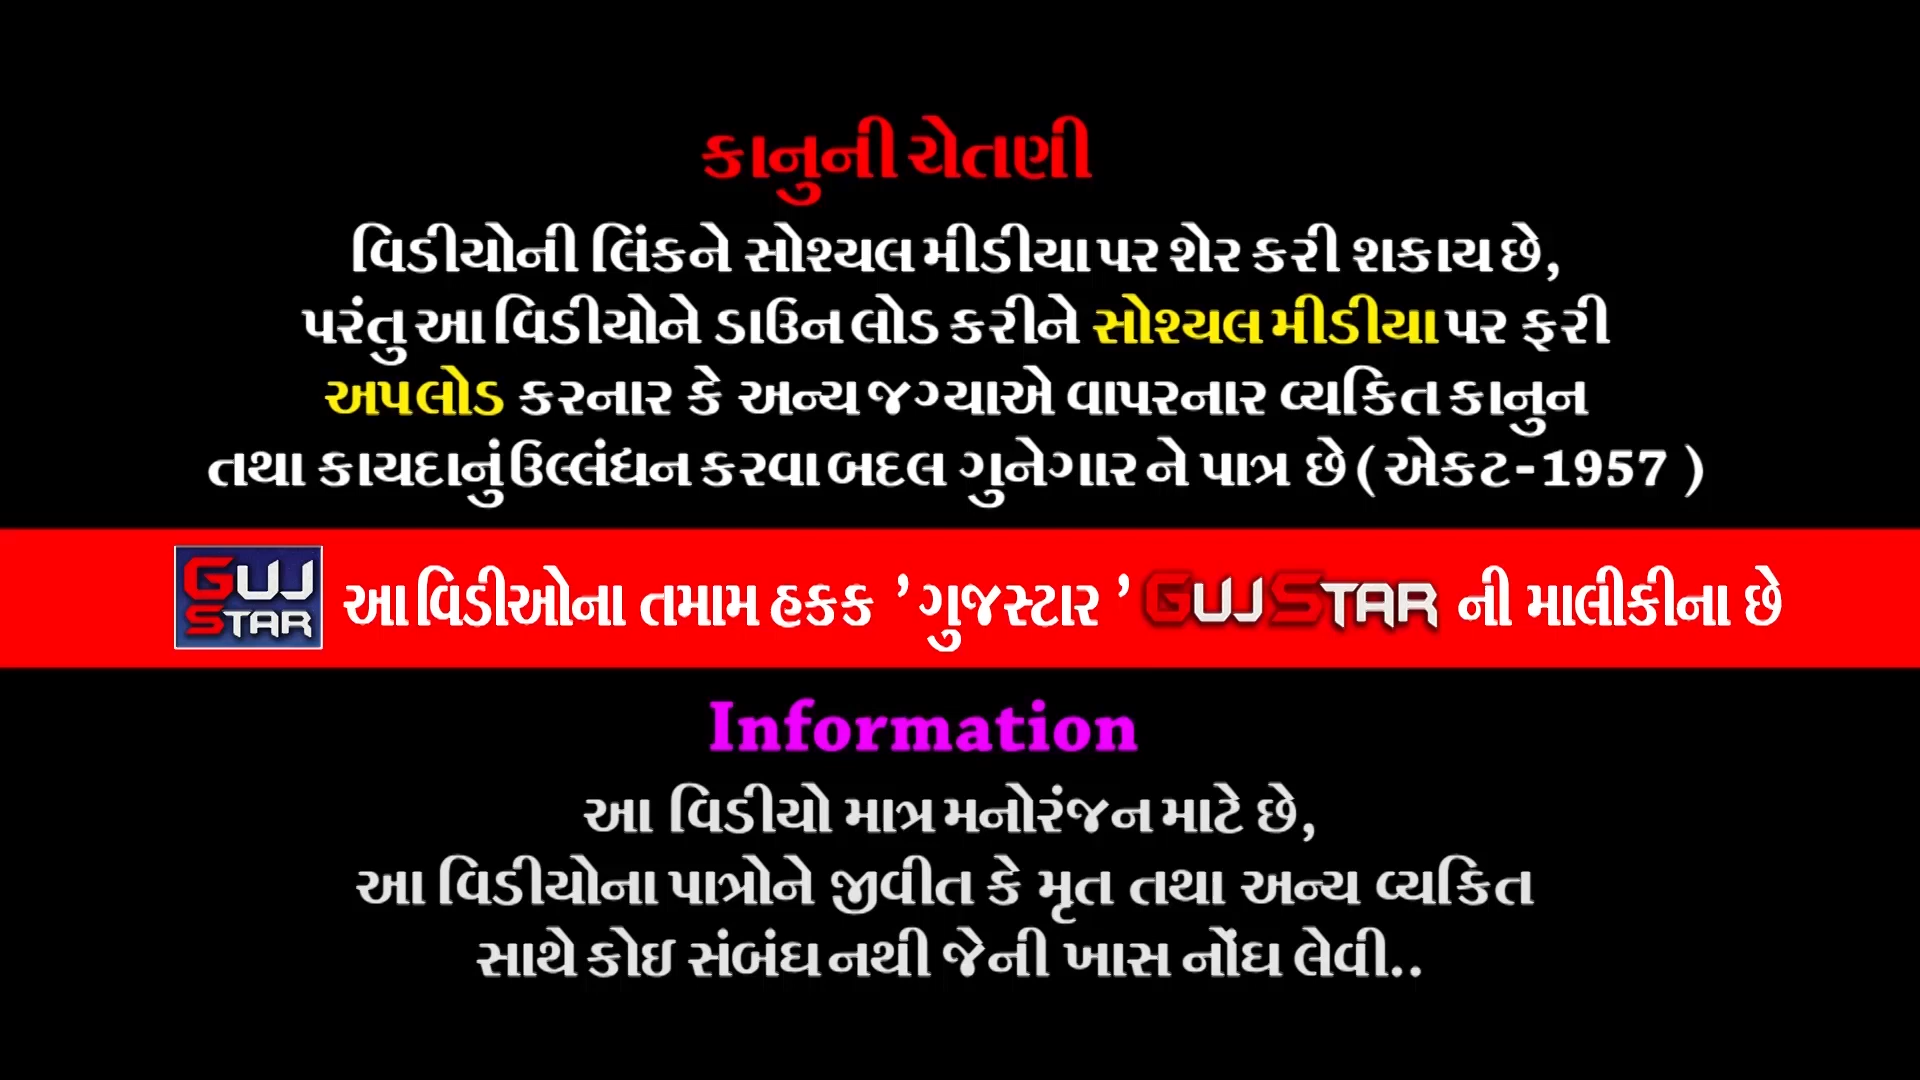 કાનુની ચેતણી
વિડીયોની લિંકને સોશ્યલ મીડીયા પર શેર કરી શકાય છે,
પરંતુ આ વિડીયોને ડાઉન લોડ કરીને સોશ્યલ મીડીયા પર ફરી
અપલોડ કરનાર કે અન્ય જગ્યાએ વાપરનાર વ્યકિત કાનુન
તથા કાયદાનું ઉલ્લંઘન કરવા બદલ ગુનેગાર ને પાત્ર છે ( એકટ-1957 )
GUJ STAR આ વિડીઓના તમામ હકક ’ ગુજસ્ટાર ’ GUJ STAR ની માલીકીના છે
Information
આ વિડીયો માત્ર મનોરંજન માટે છે,
આ વિડીયોના પાત્રોને જીવીત કે મૃત તથા અન્ય વ્યકિત
સાથે કોઇ સંબંઘ નથી જેની ખાસ નોંઘ લેવી..